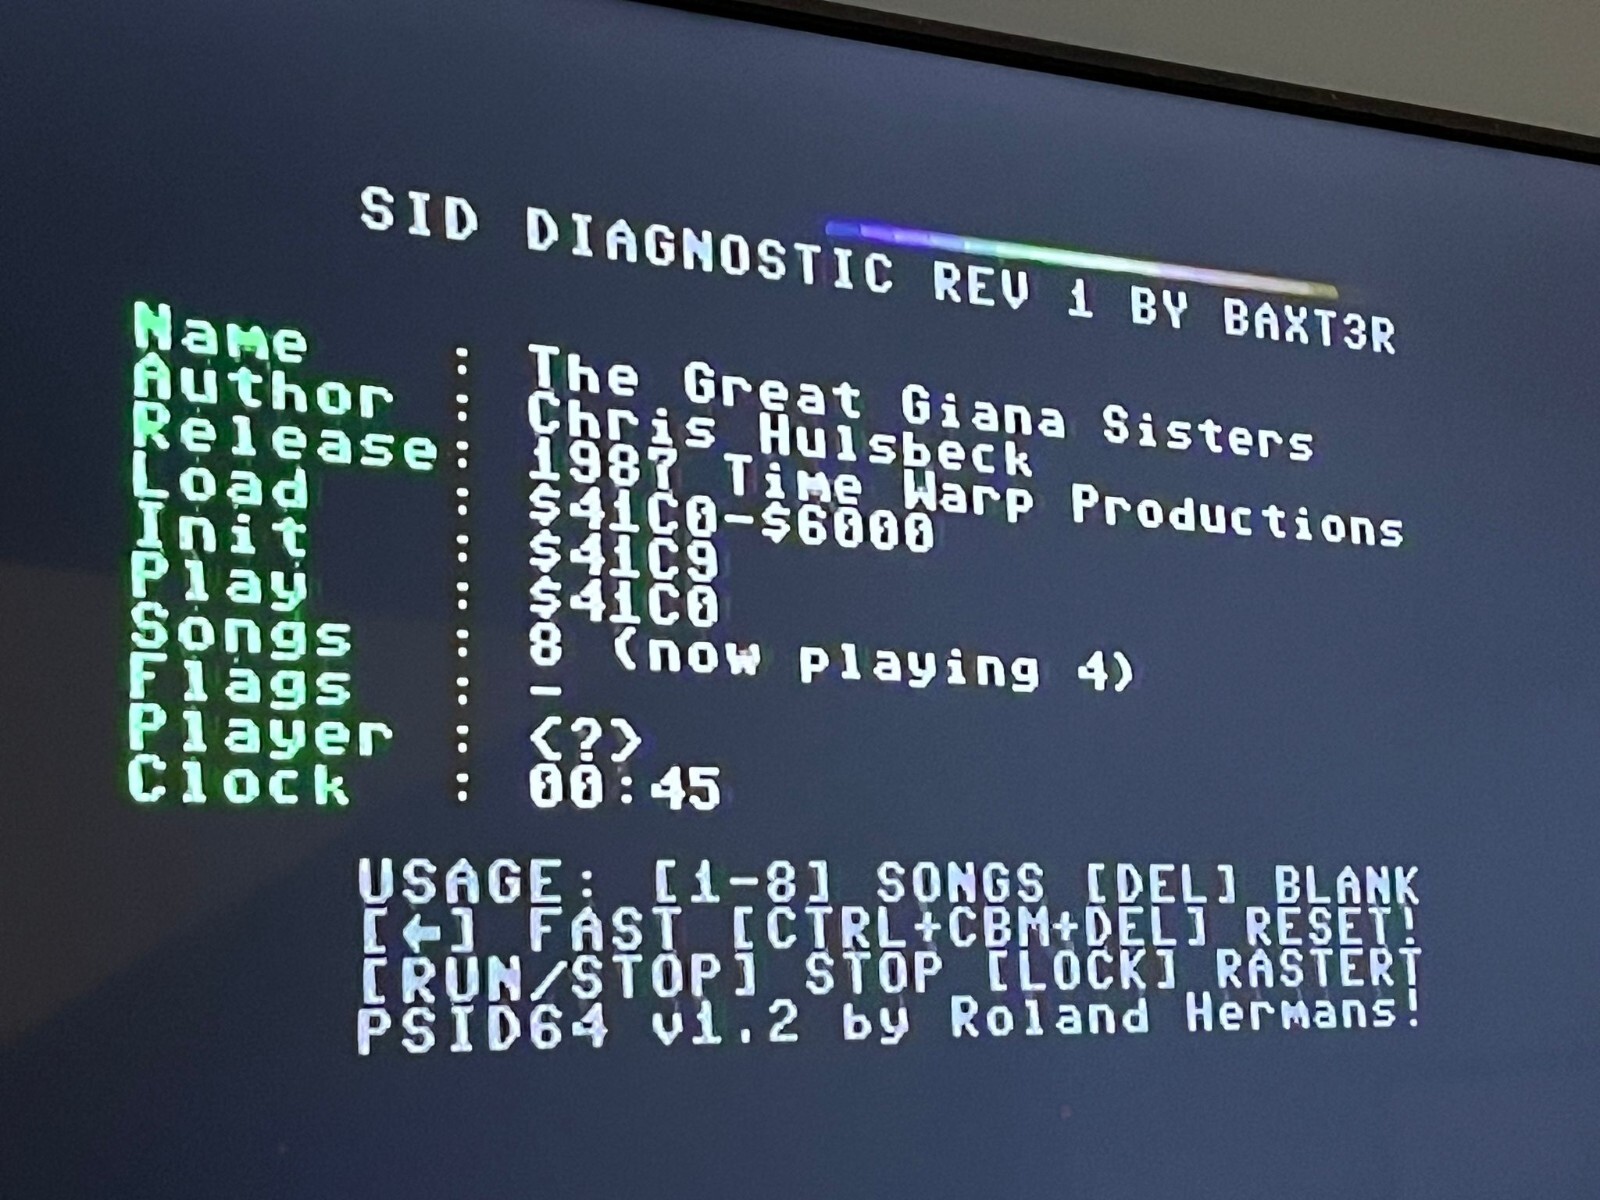 SID DIAGNOSTIC REV 1 BY BAXT3R
Name : The Great Giana Sisters
Author : Chris Hulsbeck
Release : 1987 Time Warp Productions
Load : $41C0-$6000
Init : $41C9
Play : $41C0
Songs : 8 (now playing 4)
Flags : -
Player : <?>
Clock : 00:45
USAGE: [1-8] SONGS [DEL] BLANK
[←] FAST [CTRL+CBM+DEL] RESET!
[RUN/STOP] STOP [LOCK] RASTERT
PSID64 v1.2 by Roland Hermans!